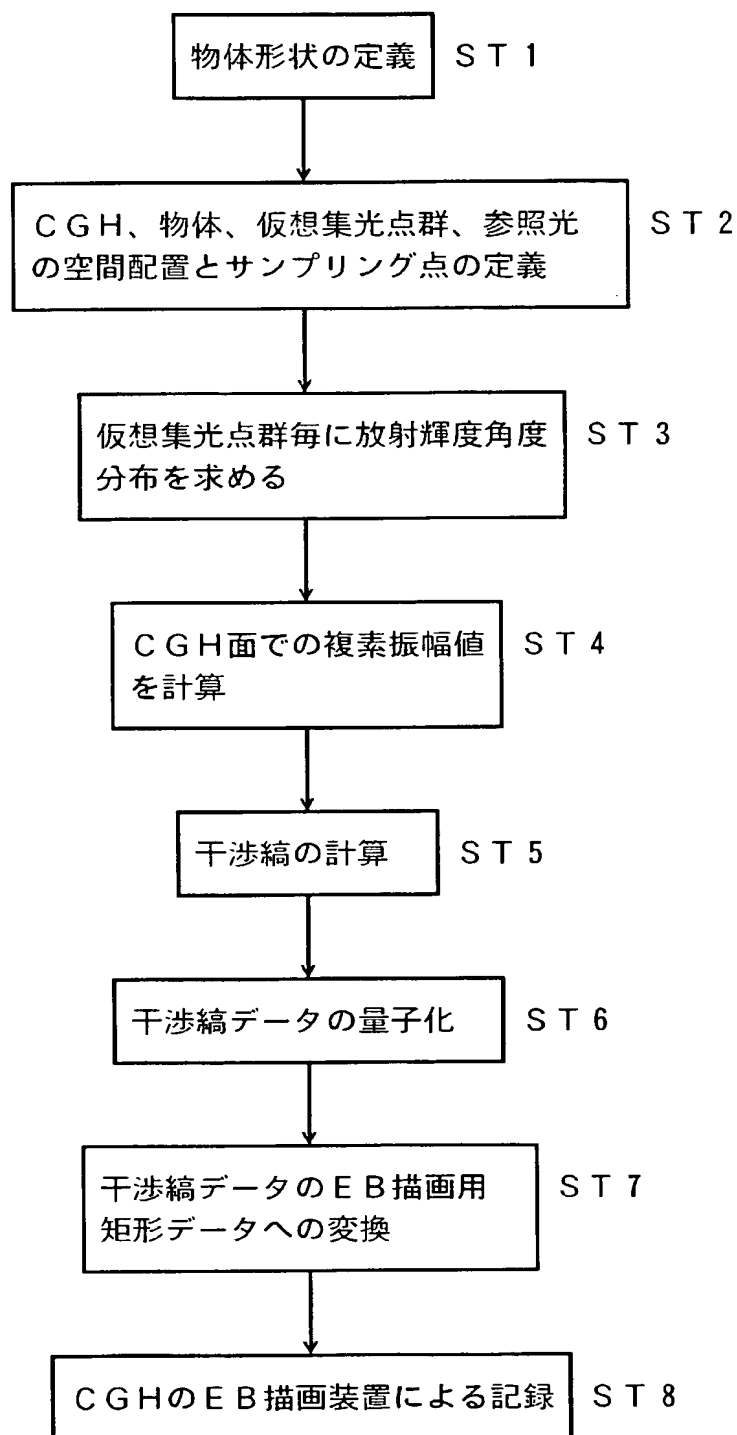 物体形状の定義 ST1
CGH、物体、仮想集光点群、参照光 ST2
の空間配置とサンプリング点の定義
仮想集光点群毎に放射輝度角度 ST3
分布を求める
CGH面での複素振幅値 ST4
を計算
干渉縞の計算 ST5
干渉縞データの量子化 ST6
干渉縞データのEB描画用 ST7
矩形データへの変換
CGHのEB描画装置による記録 ST8